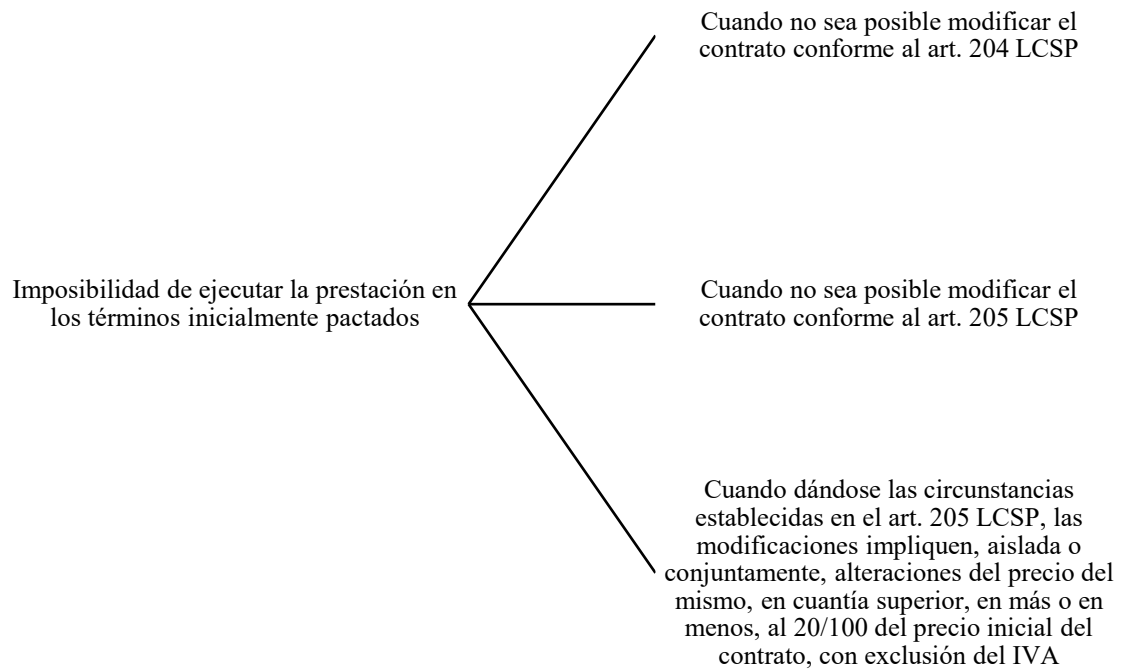 Cuando no sea posible modificar el
contrato conforme al art. 204 LCSP
Imposibilidad de ejecutar la prestación en
los términos inicialmente pactados
Cuando no sea posible modificar el
contrato conforme al art. 205 LCSP
Cuando dándose las circunstancias
establecidas en el art. 205 LCSP, las
modificaciones impliquen, aislada o
conjuntamente, alteraciones del precio del
mismo, en cuantía superior, en más o en
menos, al 20/100 del precio inicial del
contrato, con exclusión del IVA